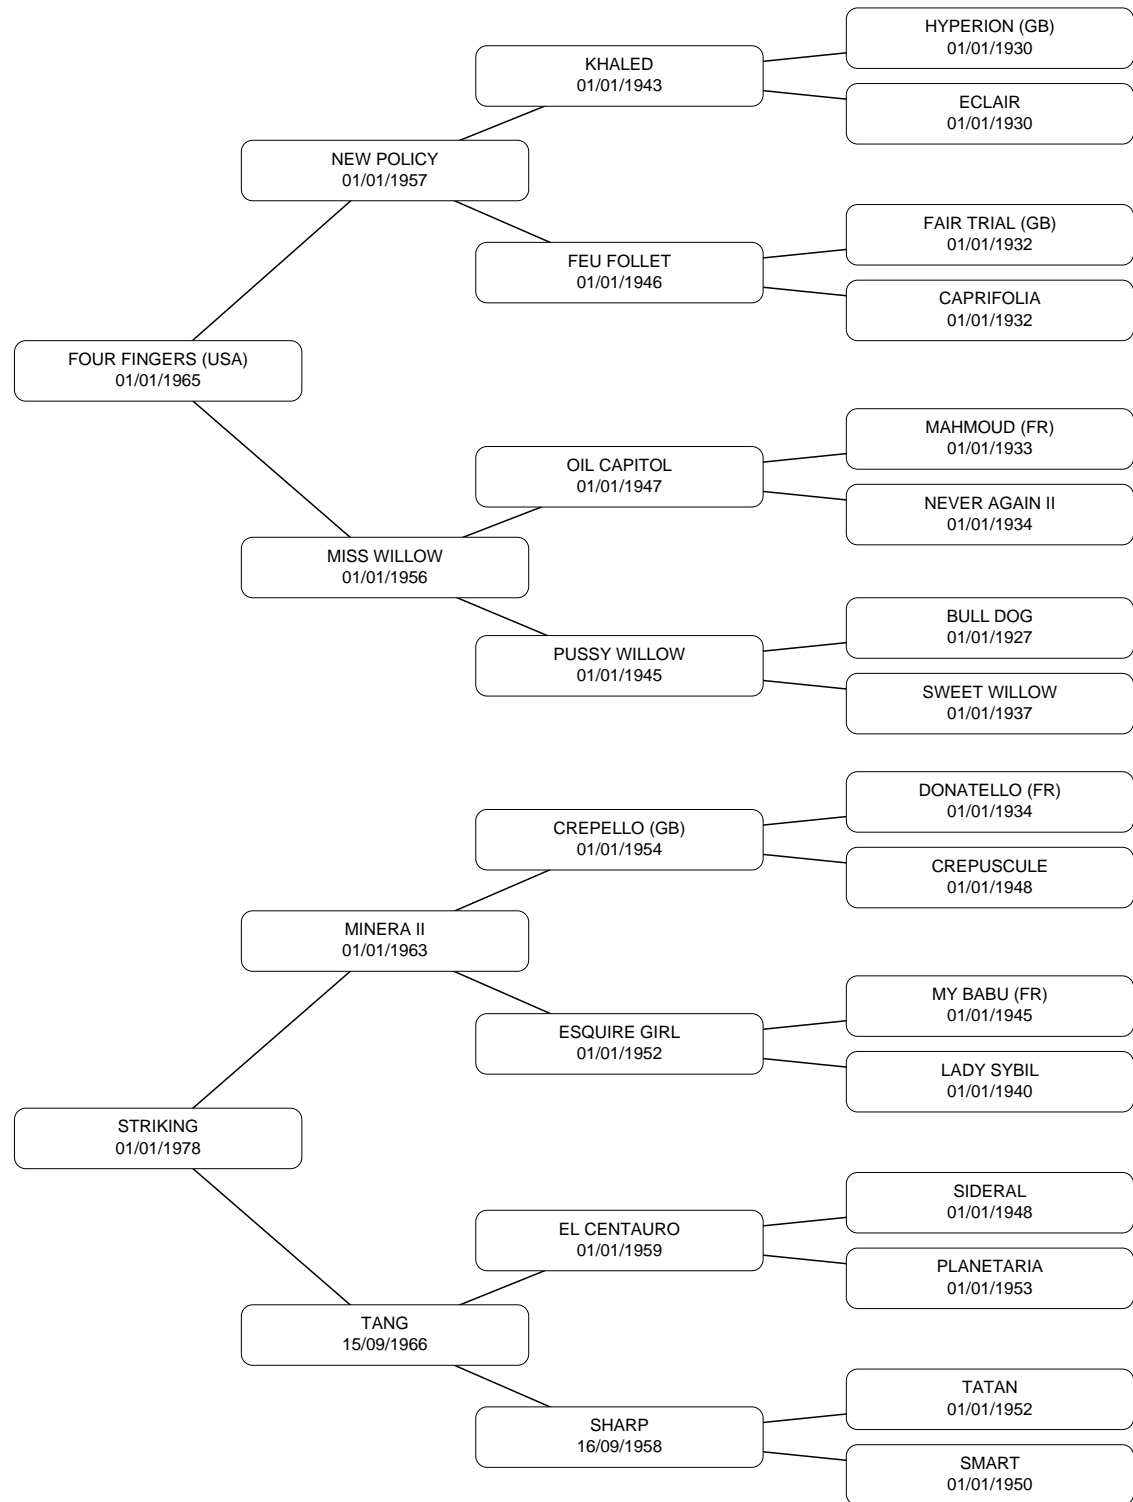 HYPERION (GB)
01/01/1930
KHALED
01/01/1943
ECLAIR
01/01/1930
NEW POLICY
01/01/1957
FAIR TRIAL (GB)
01/01/1932
FEU FOLLET
01/01/1946
CAPRIFOLIA
01/01/1932
FOUR FINGERS (USA)
01/01/1965
MAHMOUD (FR)
01/01/1933
OIL CAPITOL
01/01/1947
NEVER AGAIN II
01/01/1934
MISS WILLOW
01/01/1956
BULL DOG
01/01/1927
PUSSY WILLOW
01/01/1945
SWEET WILLOW
01/01/1937
DONATELLO (FR)
01/01/1934
CREPELLO (GB)
01/01/1954
CREPUSCULE
01/01/1948
MINERA II
01/01/1963
MY BABU (FR)
01/01/1945
ESQUIRE GIRL
01/01/1952
LADY SYBIL
01/01/1940
STRIKING
01/01/1978
SIDERAL
01/01/1948
EL CENTAURO
01/01/1959
PLANETARIA
01/01/1953
TANG
15/09/1966
TATAN
01/01/1952
SHARP
16/09/1958
SMART
01/01/1950